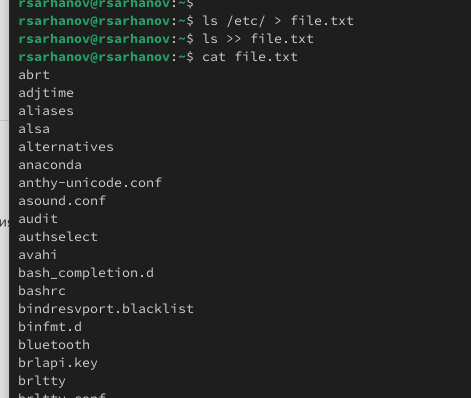 rsarhanov@rsarhanov:~$
rsarhanov@rsarhanov:~$ ls /etc/ > file.txt
rsarhanov@rsarhanov:~$ ls >> file.txt
rsarhanov@rsarhanov:~$ cat file.txt
abrt
adjtime
aliases
alsa
alternatives
anaconda
anthy-unicode.conf
asound.conf
audit
authselect
avahi
bash_completion.d
bashrc
bindresvport.blacklist
binfmt.d
bluetooth
brlapi.key
brltty
brltty.conf